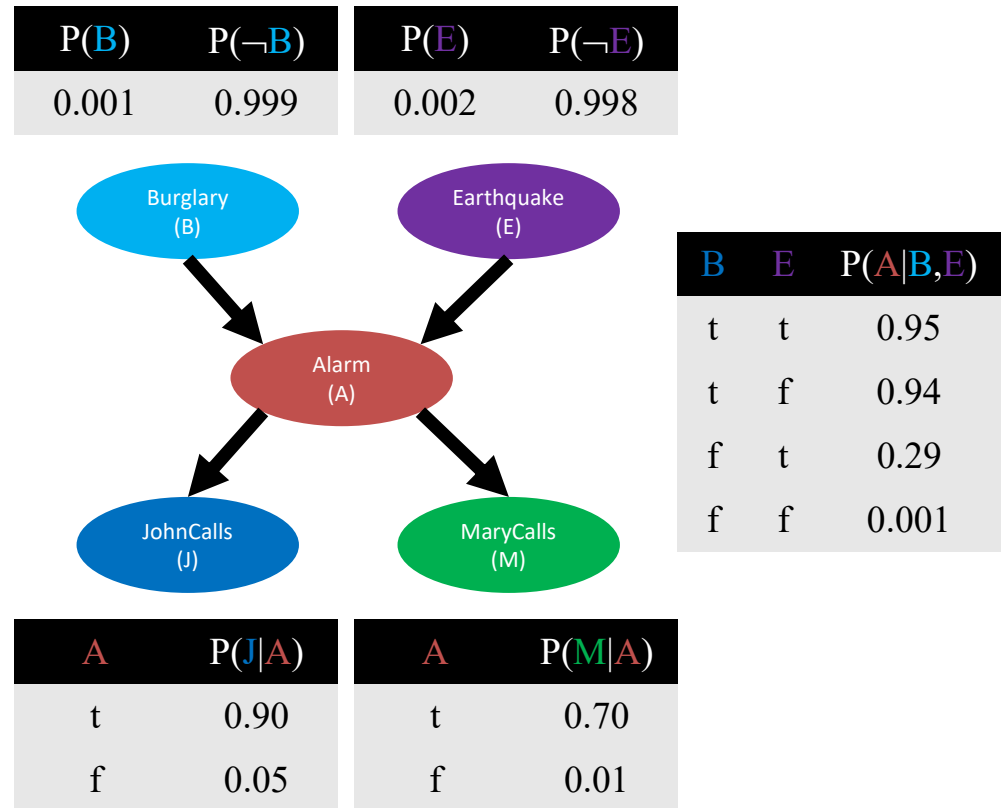 P(B) P(¬B)
0.001 0.999
P(E) P(¬E)
0.002 0.998
Burglary
(B)
Earthquake
(E)
B E P(A|B,E)
t t 0.95
t f 0.94
f t 0.29
f f 0.001
Alarm
(A)
JohnCalls
(J)
MaryCalls
(M)
A P(J|A)
t 0.90
f 0.05
A P(M|A)
t 0.70
f 0.01